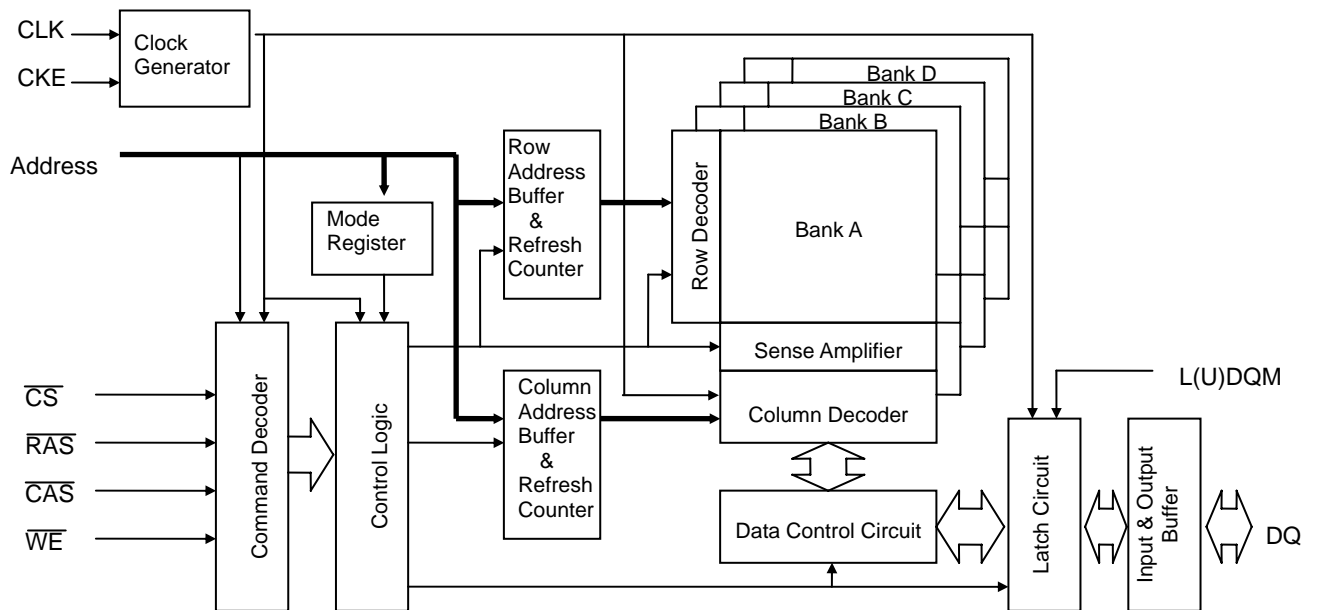 CLK
CKE
Clock
Generator
Address
Mode
Register
Row
Address
Buffer
&
Refresh
Counter
Row Decoder
Bank D
Bank C
Bank B
Bank A
Sense Amplifier
Column Decoder
Column
Address
Buffer
&
Refresh
Counter
CS
RAS
CAS
WE
Command Decoder
Control Logic
Data Control Circuit
L(U)DQM
Latch Circuit
Input & Output
Buffer
DQ